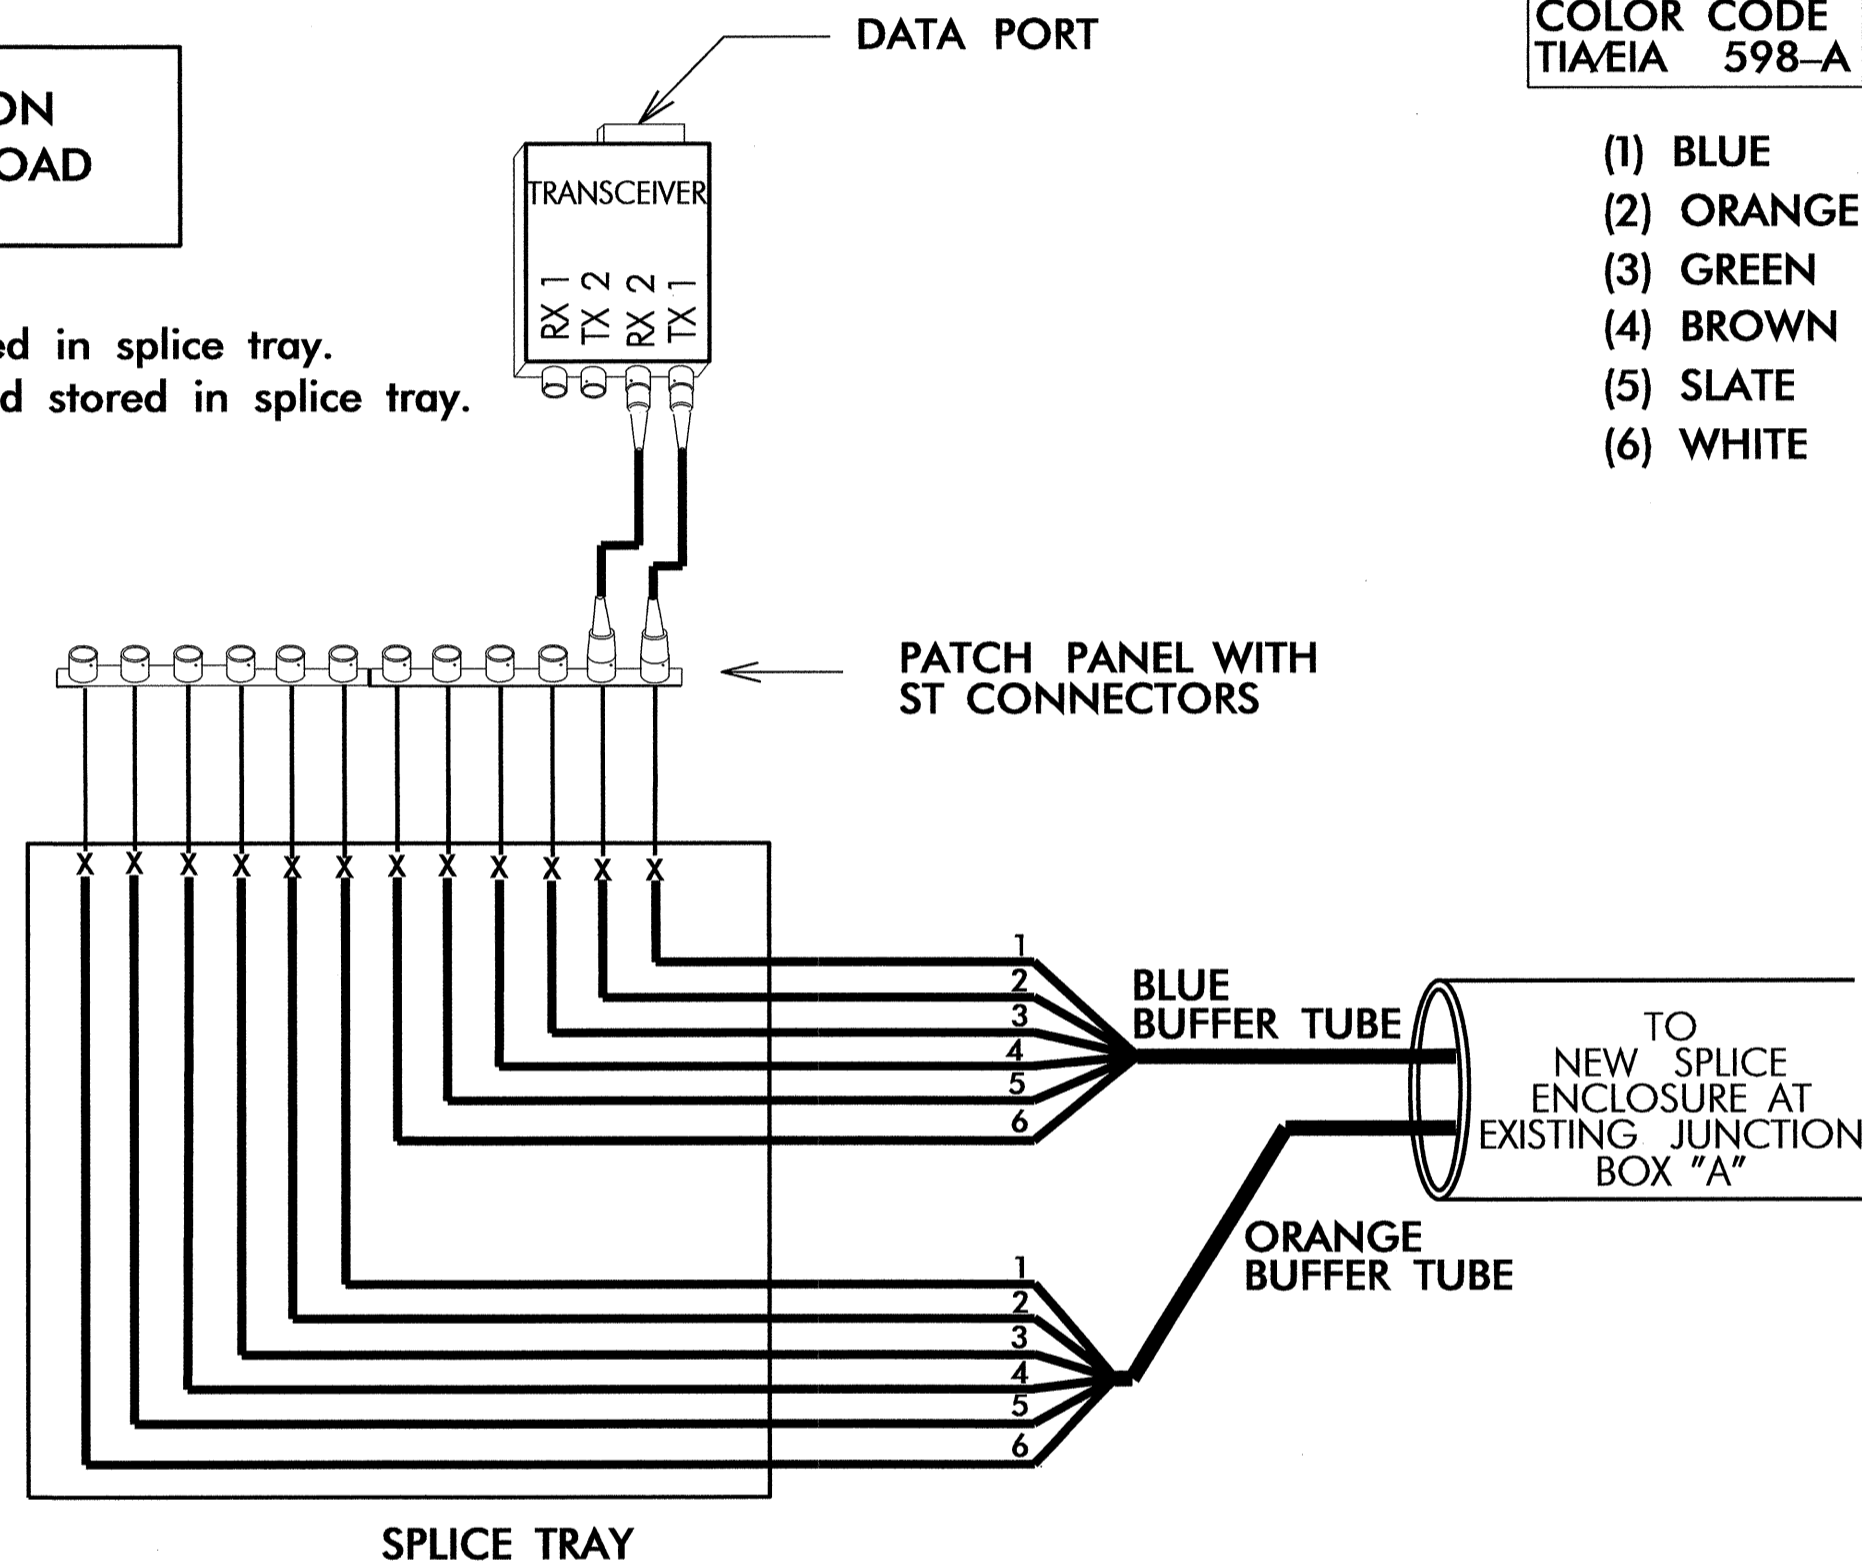 DATA PORT
COLOR CODE
TIA/EIA 598-A
ON
OAD
(1) BLUE
(2) ORANGE
(3) GREEN
(4) BROWN
(5) SLATE
(6) WHITE
TRANSCEIVER
RX 1
TX 2
RX 2
TX 1
ed in splice tray.
d stored in splice tray.
PATCH PANEL WITH
ST CONNECTORS
X X X X X X X X X X X X
1
2
3
4
5
6
BLUE
BUFFER TUBE
TO
NEW SPLICE
ENCLOSURE AT
EXISTING JUNCTION
BOX "A"
ORANGE
BUFFER TUBE
1
2
3
4
5
6
SPLICE TRAY